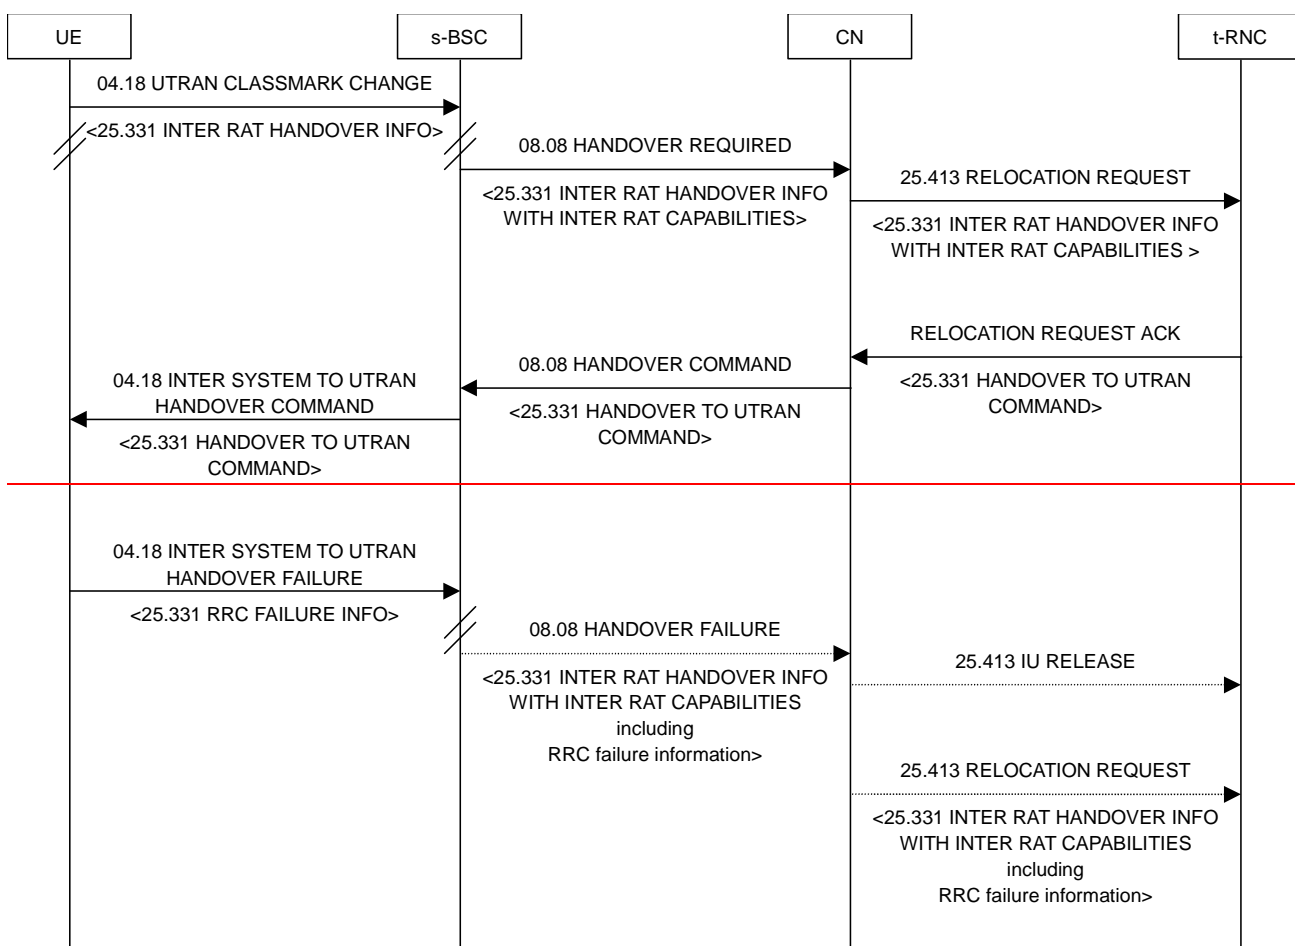 UE
s-BSC
CN
t-RNC
04.18 UTRAN CLASSMARK CHANGE
<25.331 INTER RAT HANDOVER INFO>
08.08 HANDOVER REQUIRED
<25.331 INTER RAT HANDOVER INFO
WITH INTER RAT CAPABILITIES>
25.413 RELOCATION REQUEST
<25.331 INTER RAT HANDOVER INFO
WITH INTER RAT CAPABILITIES >
RELOCATION REQUEST ACK
<25.331 HANDOVER TO UTRAN
COMMAND>
08.08 HANDOVER COMMAND
<25.331 HANDOVER TO UTRAN
COMMAND>
04.18 INTER SYSTEM TO UTRAN
HANDOVER COMMAND
<25.331 HANDOVER TO UTRAN
COMMAND>
04.18 INTER SYSTEM TO UTRAN
HANDOVER FAILURE
<25.331 RRC FAILURE INFO>
08.08 HANDOVER FAILURE
<25.331 INTER RAT HANDOVER INFO
WITH INTER RAT CAPABILITIES
including
RRC failure information>
25.413 IU RELEASE
25.413 RELOCATION REQUEST
<25.331 INTER RAT HANDOVER INFO
WITH INTER RAT CAPABILITIES
including
RRC failure information>